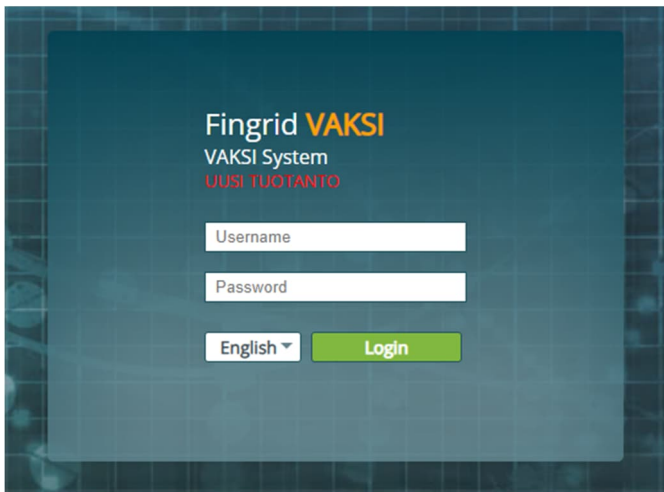 Fingrid VAKSI
VAKSI System
UUSI TUOTANTO
Username
Password
English Login